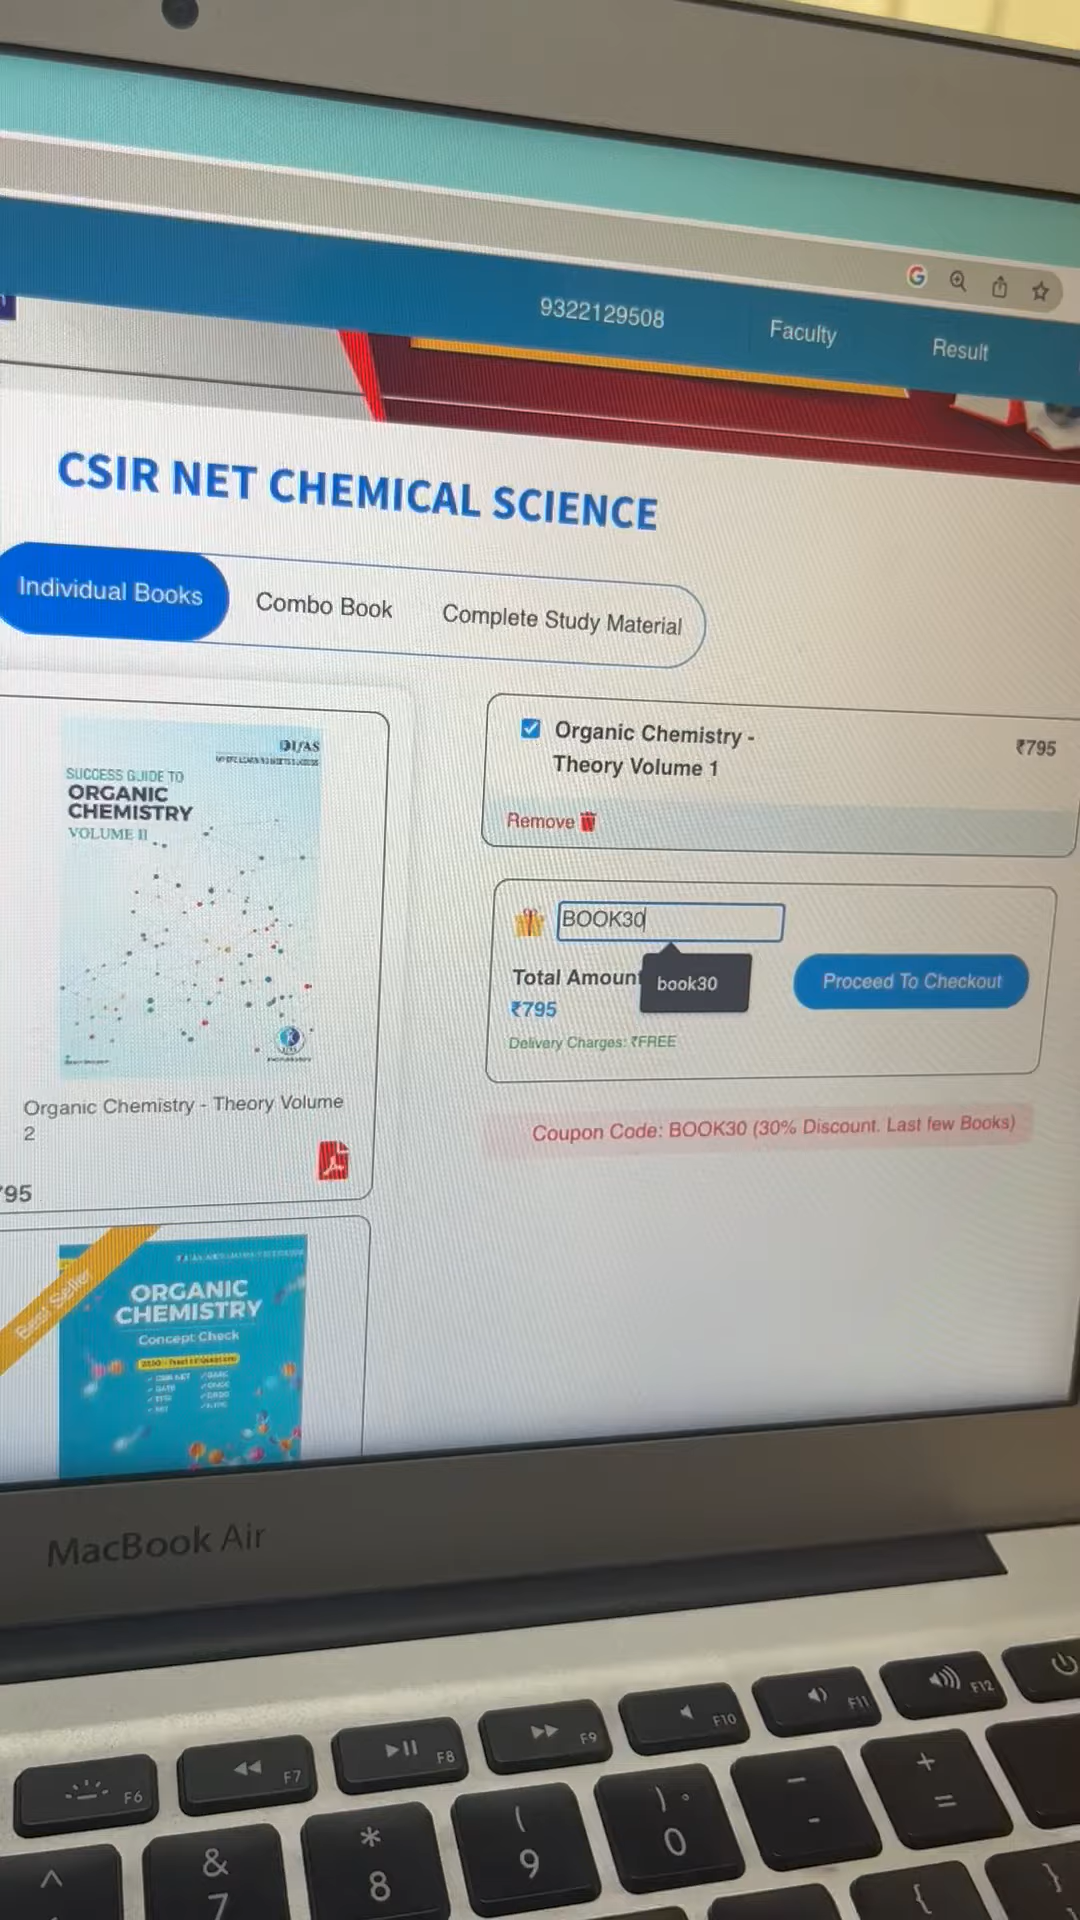 9322129508
Faculty
Result
CSIR NET CHEMICAL SCIENCE
Individual Books
Combo Book
Complete Study Material
DIFAS
SUCCESS GUIDE TO
ORGANIC
CHEMISTRY
VOLUME II
Organic Chemistry - Theory Volume
2
95
Organic Chemistry -
Theory Volume 1
₹795
Remove
BOOK30
book30
Total Amount
₹795
Proceed To Checkout
Delivery Charges: ₹FREE
Coupon Code: BOOK30 (30% Discount. Last few Books)
Best Seller
ORGANIC
CHEMISTRY
Concept Check
MacBook Air
F6
F7
F8
F9
F10
F11
F12
^
&
7
*
8
(
9
)
0
-
+
=
{
}